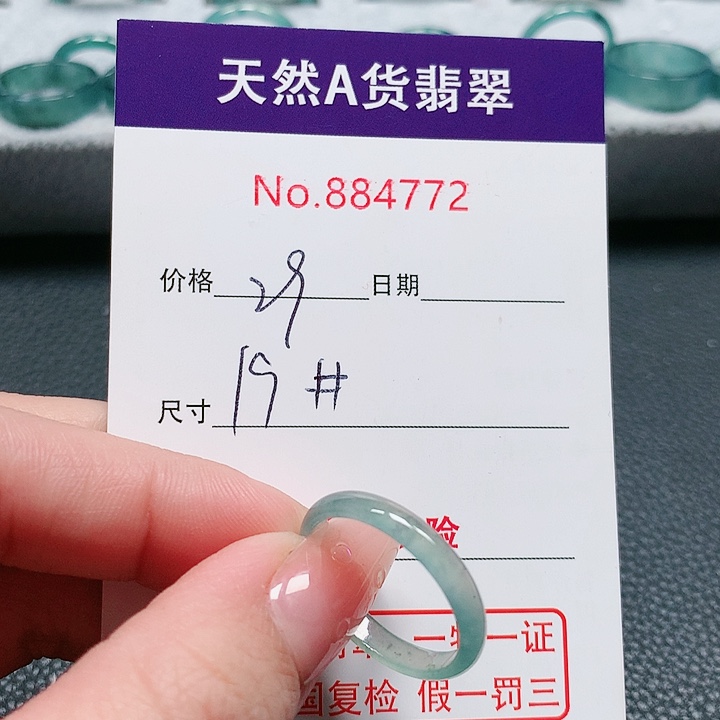 天然A货翡翠
No.884772
价格 29 日期
尺寸 19#
险
一物一证
国复检 假一罚三